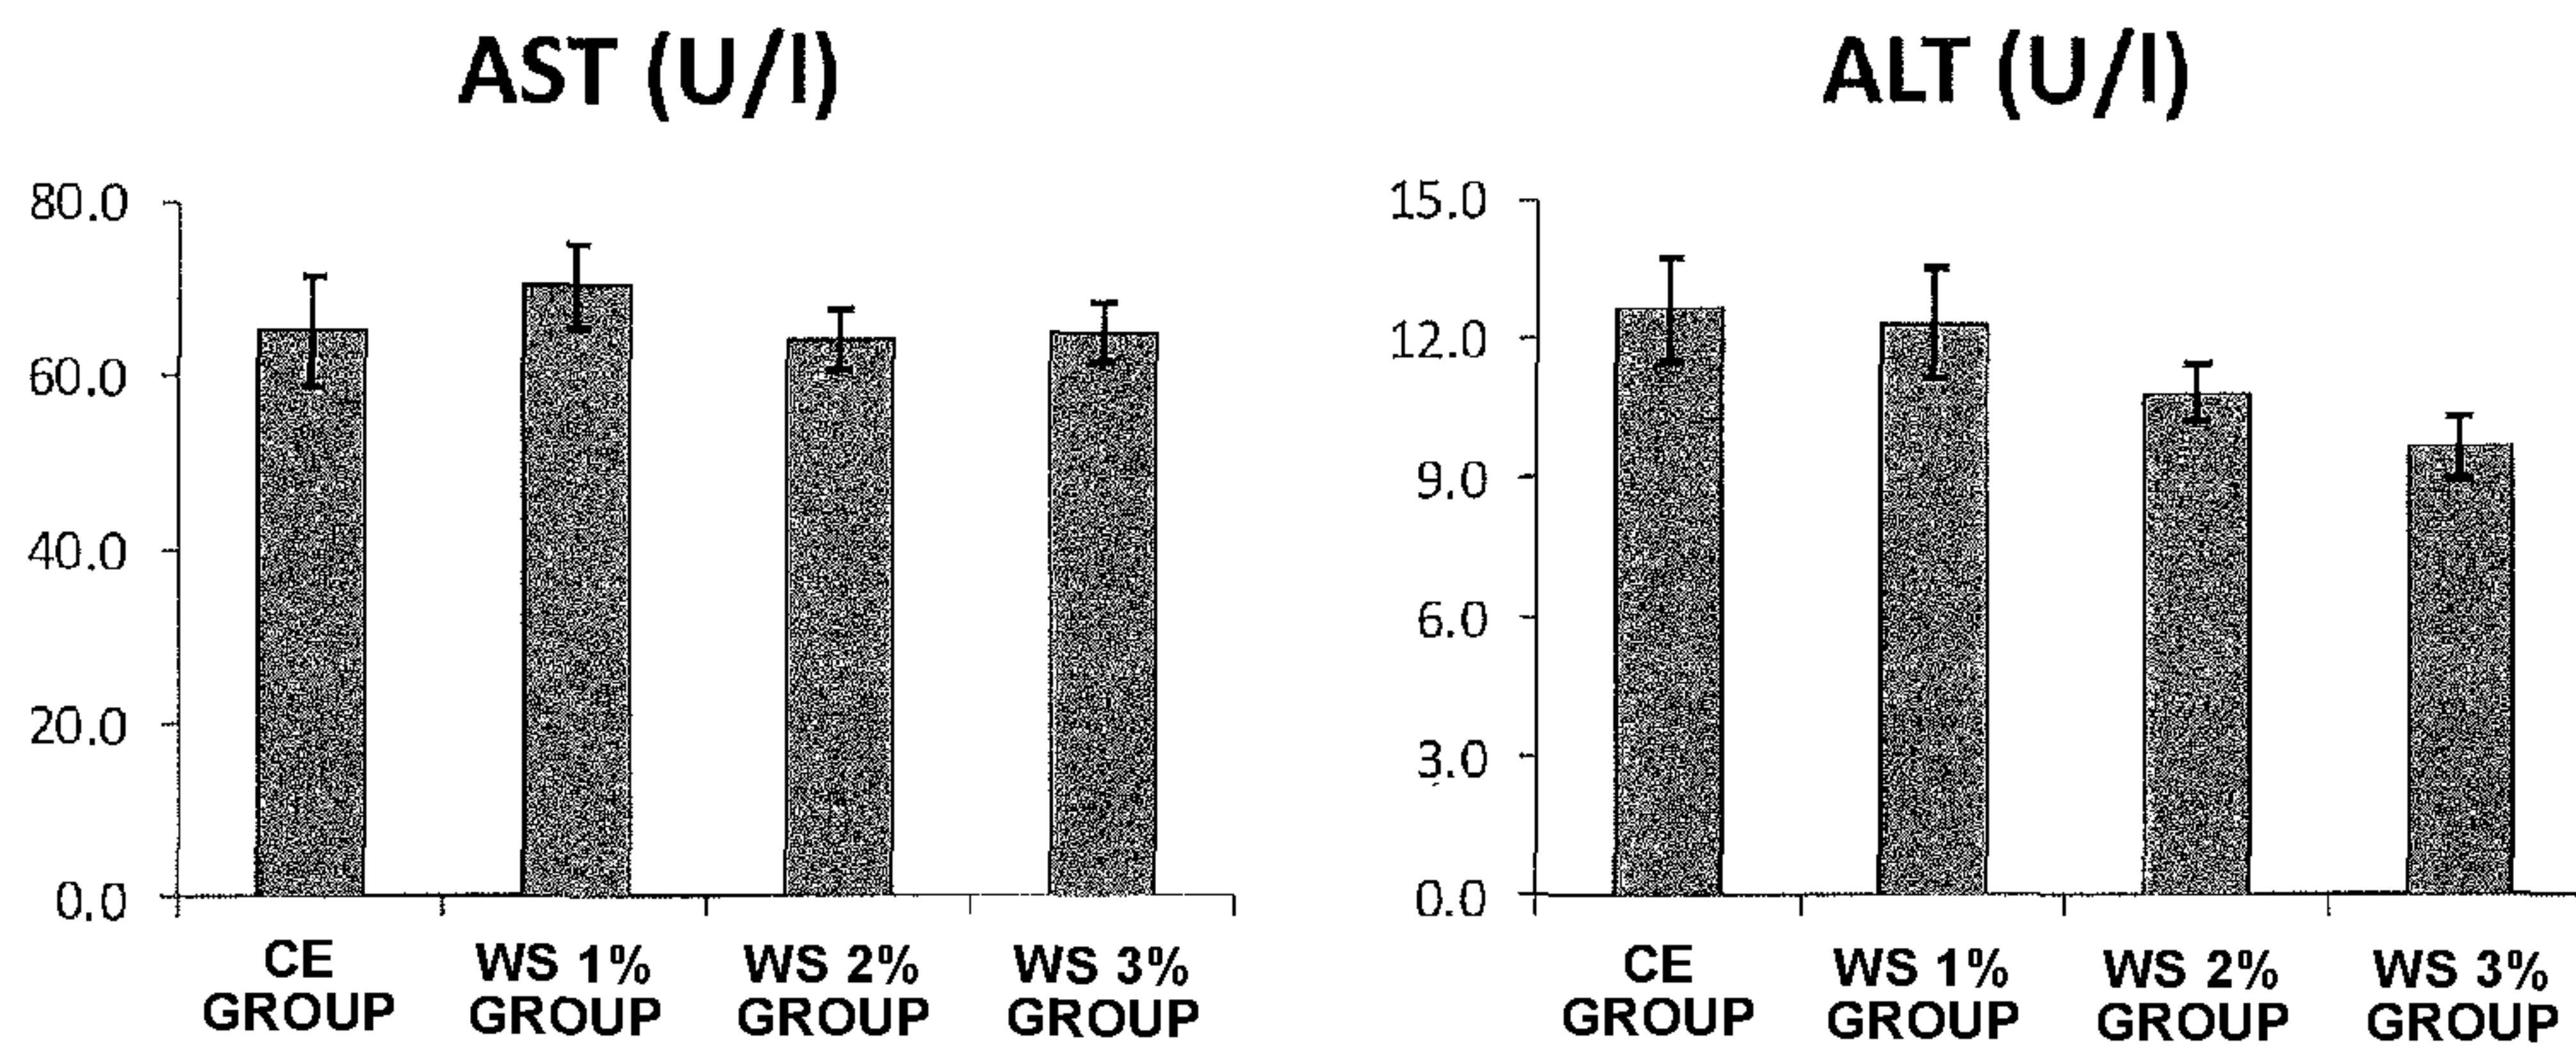 AST (U/l)
80.0
60.0
40.0
20.0
0.0
CE
GROUP
WS 1%
GROUP
WS 2%
GROUP
WS 3%
GROUP
ALT (U/l)
15.0
12.0
9.0
6.0
3.0
0.0
CE
GROUP
WS 1%
GROUP
WS 2%
GROUP
WS 3%
GROUP